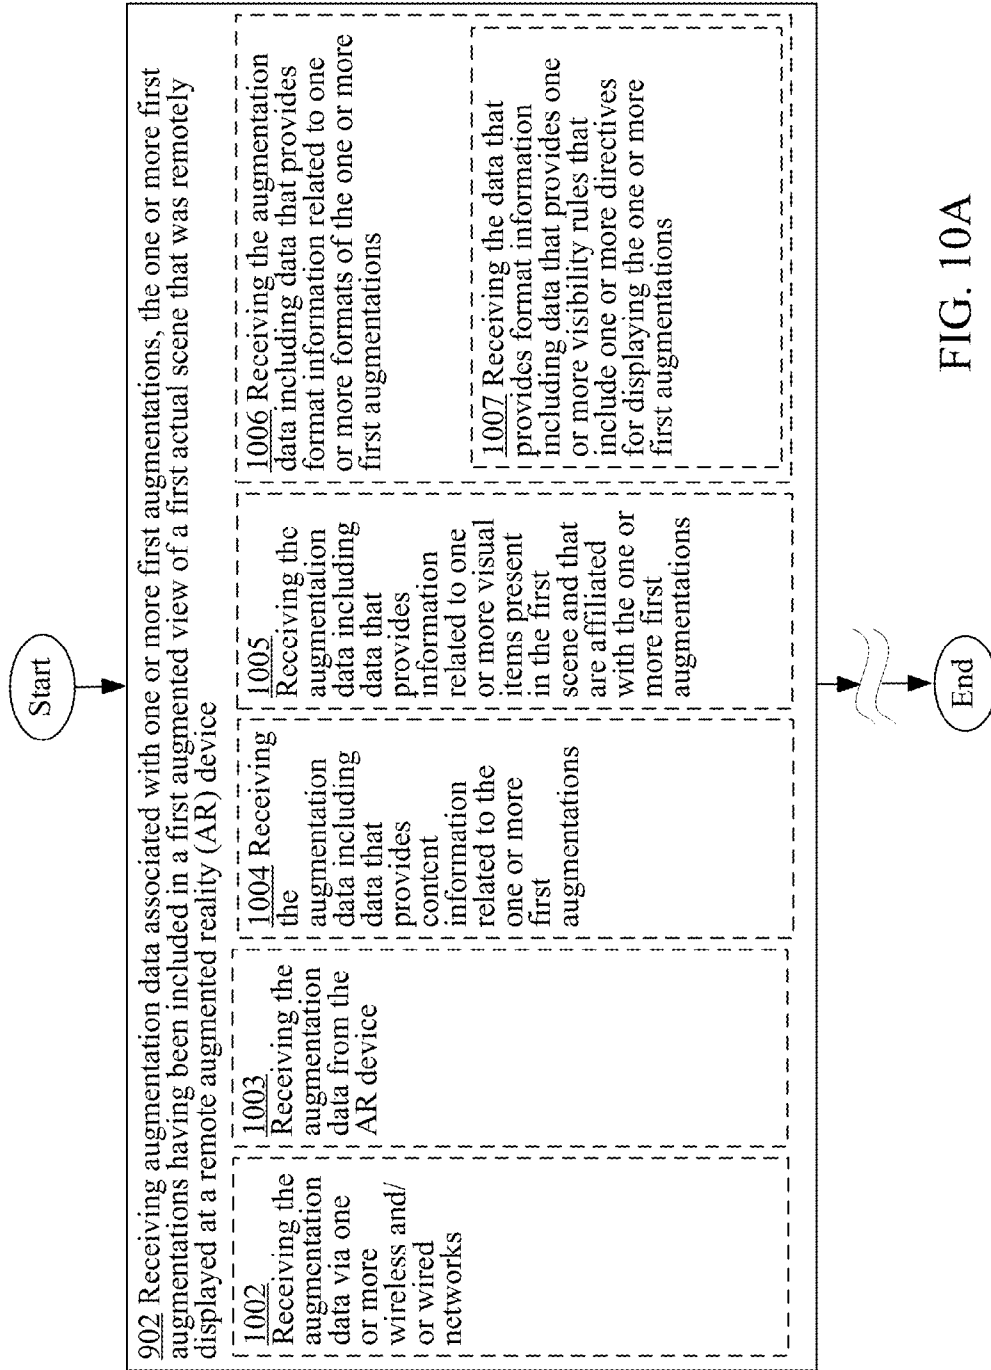 Start
902 Receiving augmentation data associated with one or more first augmentations, the one or more first
augmentations having been included in a first augmented view of a first actual scene that was remotely
displayed at a remote augmented reality (AR) device
1002
Receiving the
augmentation
data via one
or more
wireless and/
or wired
networks
1003
Receiving the
augmentation
data from the
AR device
1004 Receiving
the
augmentation
data including
data that
provides
content
information
related to the
one or more
first
augmentations
1005
Receiving the
augmentation
data including
data that
provides
information
related to one
or more visual
items present
in the first
scene and that
are affiliated
with the one or
more first
augmentations
1006 Receiving the augmentation
data including data that provides
format information related to one
or more formats of the one or more
first augmentations
1007 Receiving the data that
provides format information
including data that provides one
or more visibility rules that
include one or more directives
for displaying the one or more
first augmentations
End
FIG. 10A